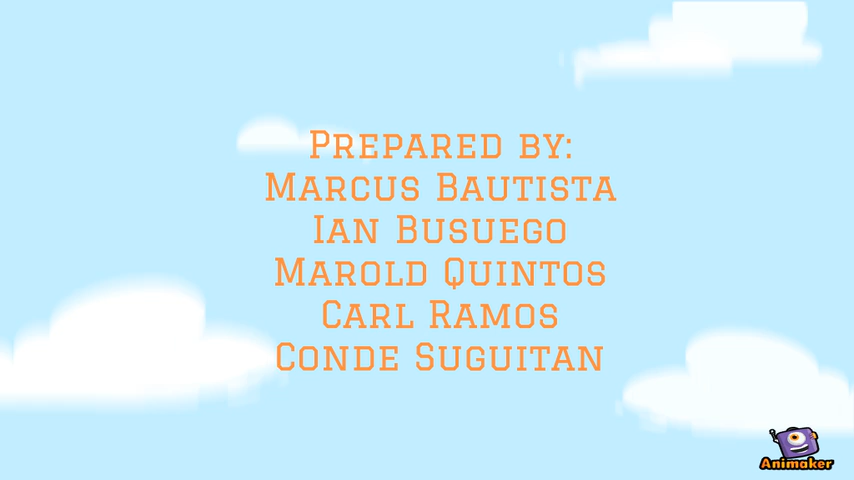 Prepared by:
Marcus Bautista
Ian Busuego
Marold Quintos
Carl Ramos
Conde Suguitan
Animaker